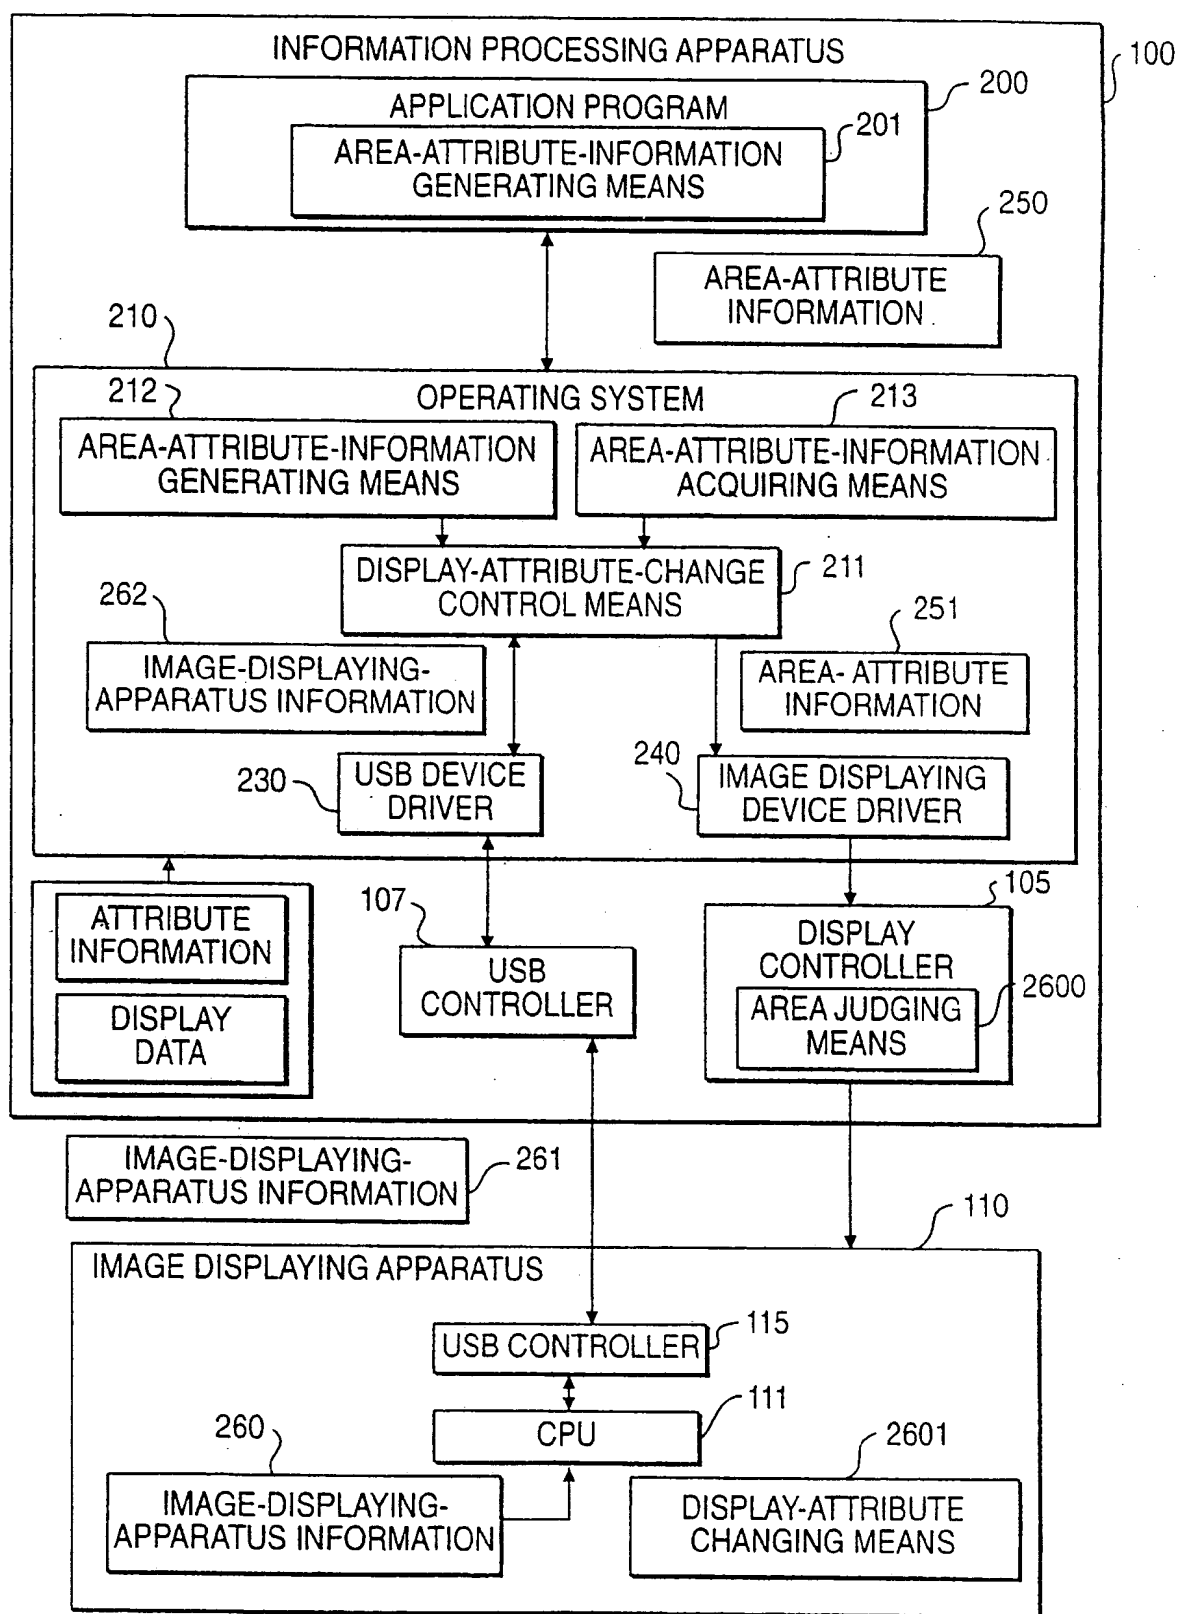 INFORMATION PROCESSING APPARATUS
100
200
APPLICATION PROGRAM
201
AREA-ATTRIBUTE-INFORMATION
GENERATING MEANS
250
AREA-ATTRIBUTE
INFORMATION
210
212
OPERATING SYSTEM
213
AREA-ATTRIBUTE-INFORMATION
GENERATING MEANS
AREA-ATTRIBUTE-INFORMATION
ACQUIRING MEANS
DISPLAY-ATTRIBUTE-CHANGE
CONTROL MEANS
211
262
251
IMAGE-DISPLAYING-
APPARATUS INFORMATION
AREA- ATTRIBUTE
INFORMATION
230
USB DEVICE
DRIVER
240
IMAGE DISPLAYING
DEVICE DRIVER
ATTRIBUTE
INFORMATION
DISPLAY
DATA
107
USB
CONTROLLER
105
DISPLAY
CONTROLLER
2600
AREA JUDGING
MEANS
IMAGE-DISPLAYING-
APPARATUS INFORMATION
261
110
IMAGE DISPLAYING APPARATUS
USB CONTROLLER
115
CPU
111
260
IMAGE-DISPLAYING-
APPARATUS INFORMATION
2601
DISPLAY-ATTRIBUTE
CHANGING MEANS